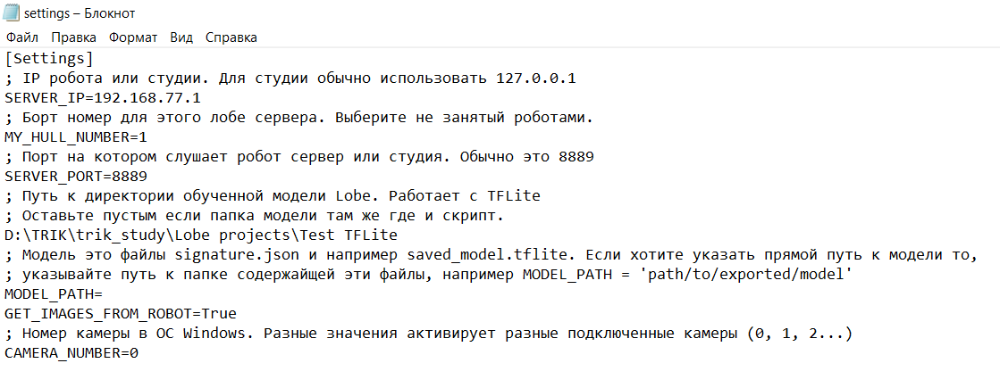 settings – Блокнот
Файл Правка Формат Вид Справка
[Settings]
; IP робота или студии. Для студии обычно использовать 127.0.0.1
SERVER_IP=192.168.77.1
; Борт номер для этого лобе сервера. Выберите не занятый роботами.
MY_HULL_NUMBER=1
; Порт на котором слушает робот сервер или студия. Обычно это 8889
SERVER_PORT=8889
; Путь к директории обученной модели Lobe. Работает с TFLite
; Оставьте пустым если папка модели там же где и скрипт.
D:\TRIK\trik_study\Lobe projects\Test TFLite
; Модель это файлы signature.json и например saved_model.tflite. Если хотите указать прямой путь к модели то,
; указывайте путь к папке содержайщей эти файлы, например MODEL_PATH = 'path/to/exported/model'
MODEL_PATH=
GET_IMAGES_FROM_ROBOT=True
; Номер камеры в ОС Windows. Разные значения активирует разные подключенные камеры (0, 1, 2...)
CAMERA_NUMBER=0